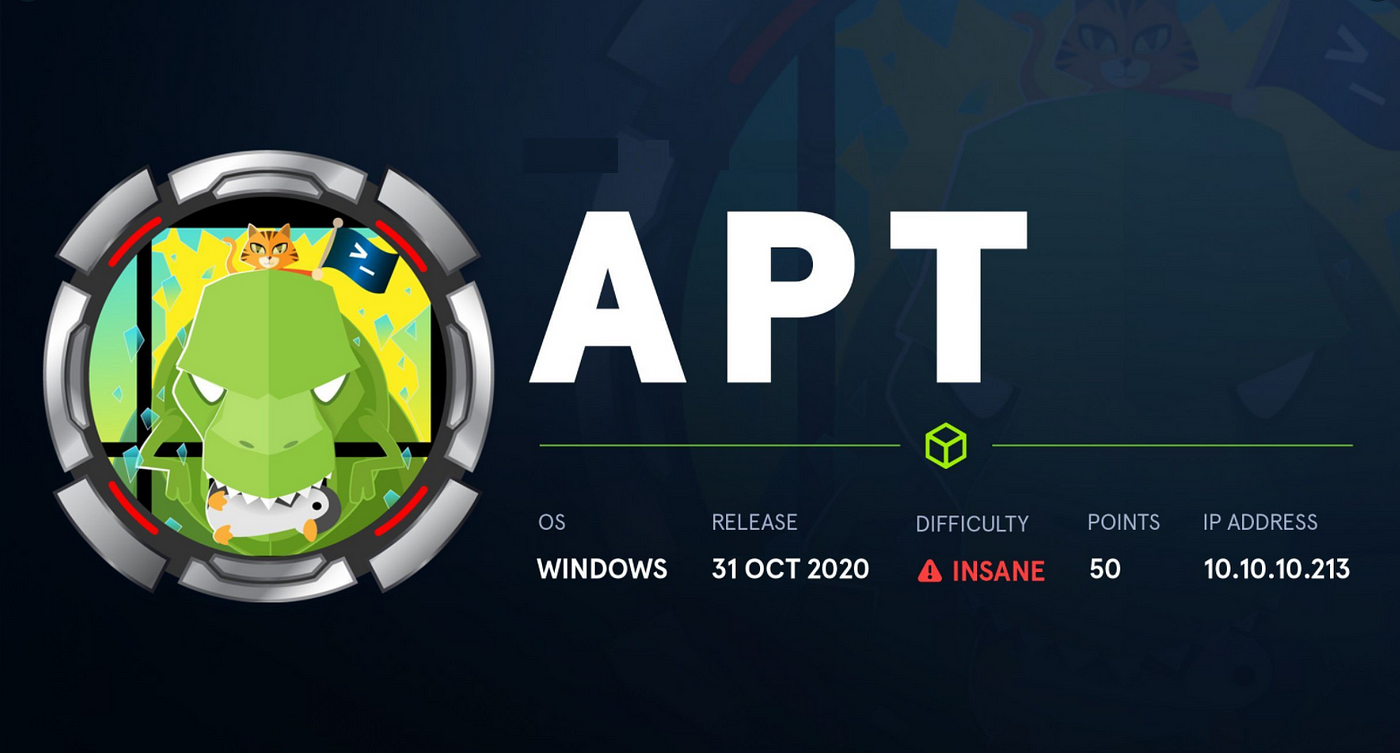 APT
OS RELEASE DIFFICULTY POINTS IP ADDRESS
WINDOWS 31 OCT 2020 INSANE 50 10.10.10.213